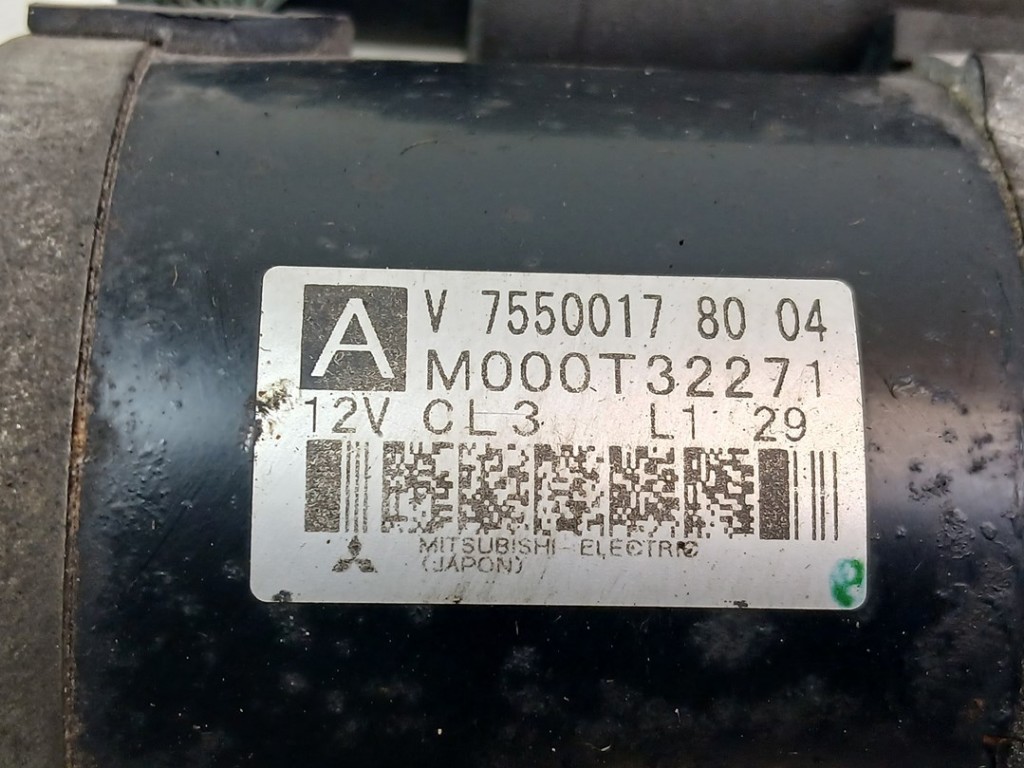 A
V 7550017 80 04
M000T32271
12V CL3 L1 29
MITSUBISHI-ELECTRIC
(JAPON)